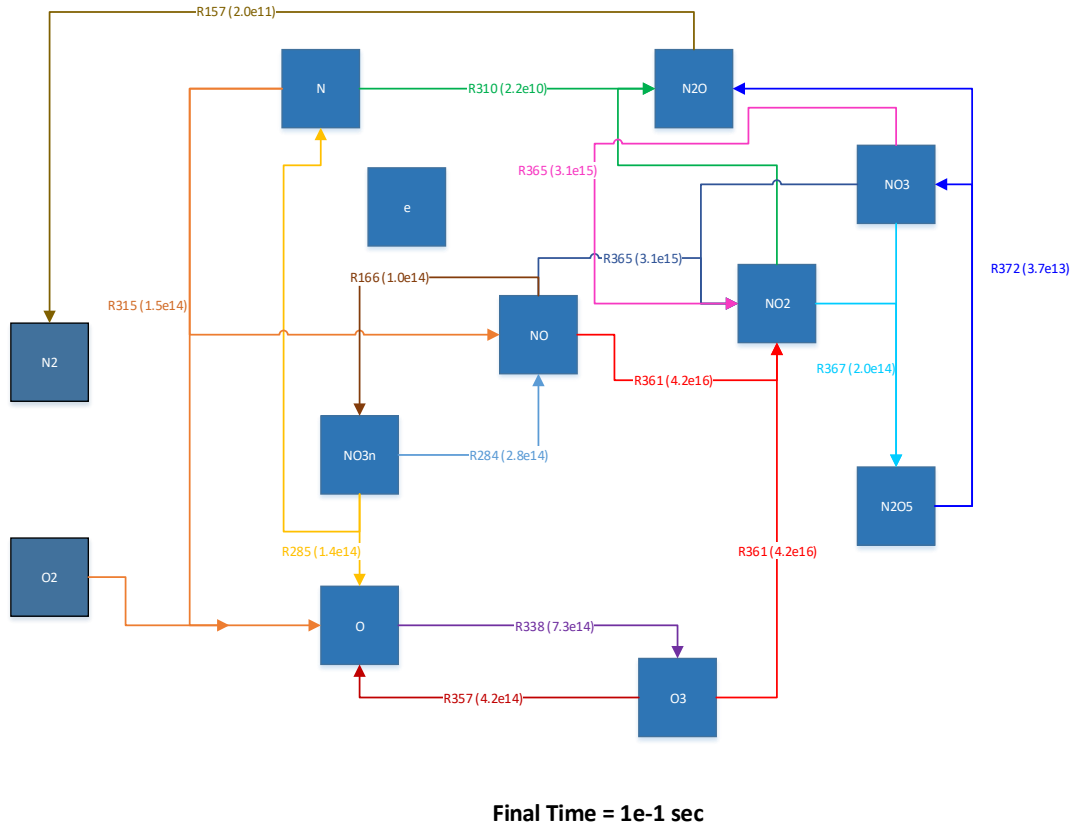 R157 (2.0e11)
N
R310 (2.2e10)
N2O
R365 (3.1e15)
NO3
e
R365 (3.1e15)
R372 (3.7e13)
R166 (1.0e14)
R315 (1.5e14)
NO2
NO
N2
R367 (2.0e14)
R361 (4.2e16)
NO3n
R284 (2.8e14)
N2O5
R285 (1.4e14)
R361 (4.2e16)
O2
O
R338 (7.3e14)
R357 (4.2e14)
O3
Final Time = 1e-1 sec